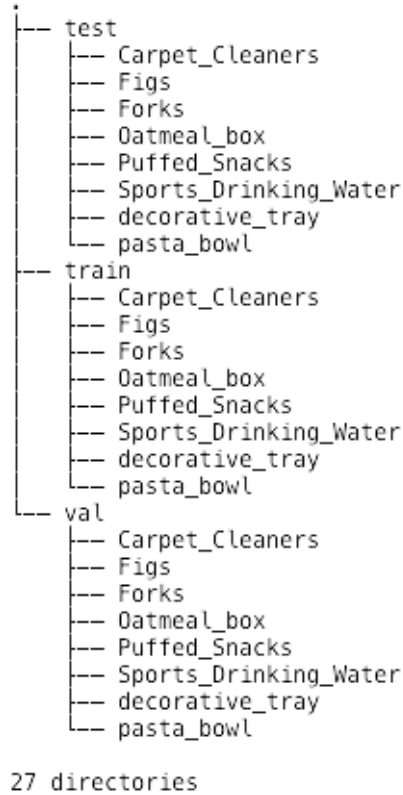 .
├── test
│   ├── Carpet_Cleaners
│   ├── Figs
│   ├── Forks
│   ├── Oatmeal_box
│   ├── Puffed_Snacks
│   ├── Sports_Drinking_Water
│   ├── decorative_tray
│   └── pasta_bowl
├── train
│   ├── Carpet_Cleaners
│   ├── Figs
│   ├── Forks
│   ├── Oatmeal_box
│   ├── Puffed_Snacks
│   ├── Sports_Drinking_Water
│   ├── decorative_tray
│   └── pasta_bowl
└── val
    ├── Carpet_Cleaners
    ├── Figs
    ├── Forks
    ├── Oatmeal_box
    ├── Puffed_Snacks
    ├── Sports_Drinking_Water
    ├── decorative_tray
    └── pasta_bowl

27 directories